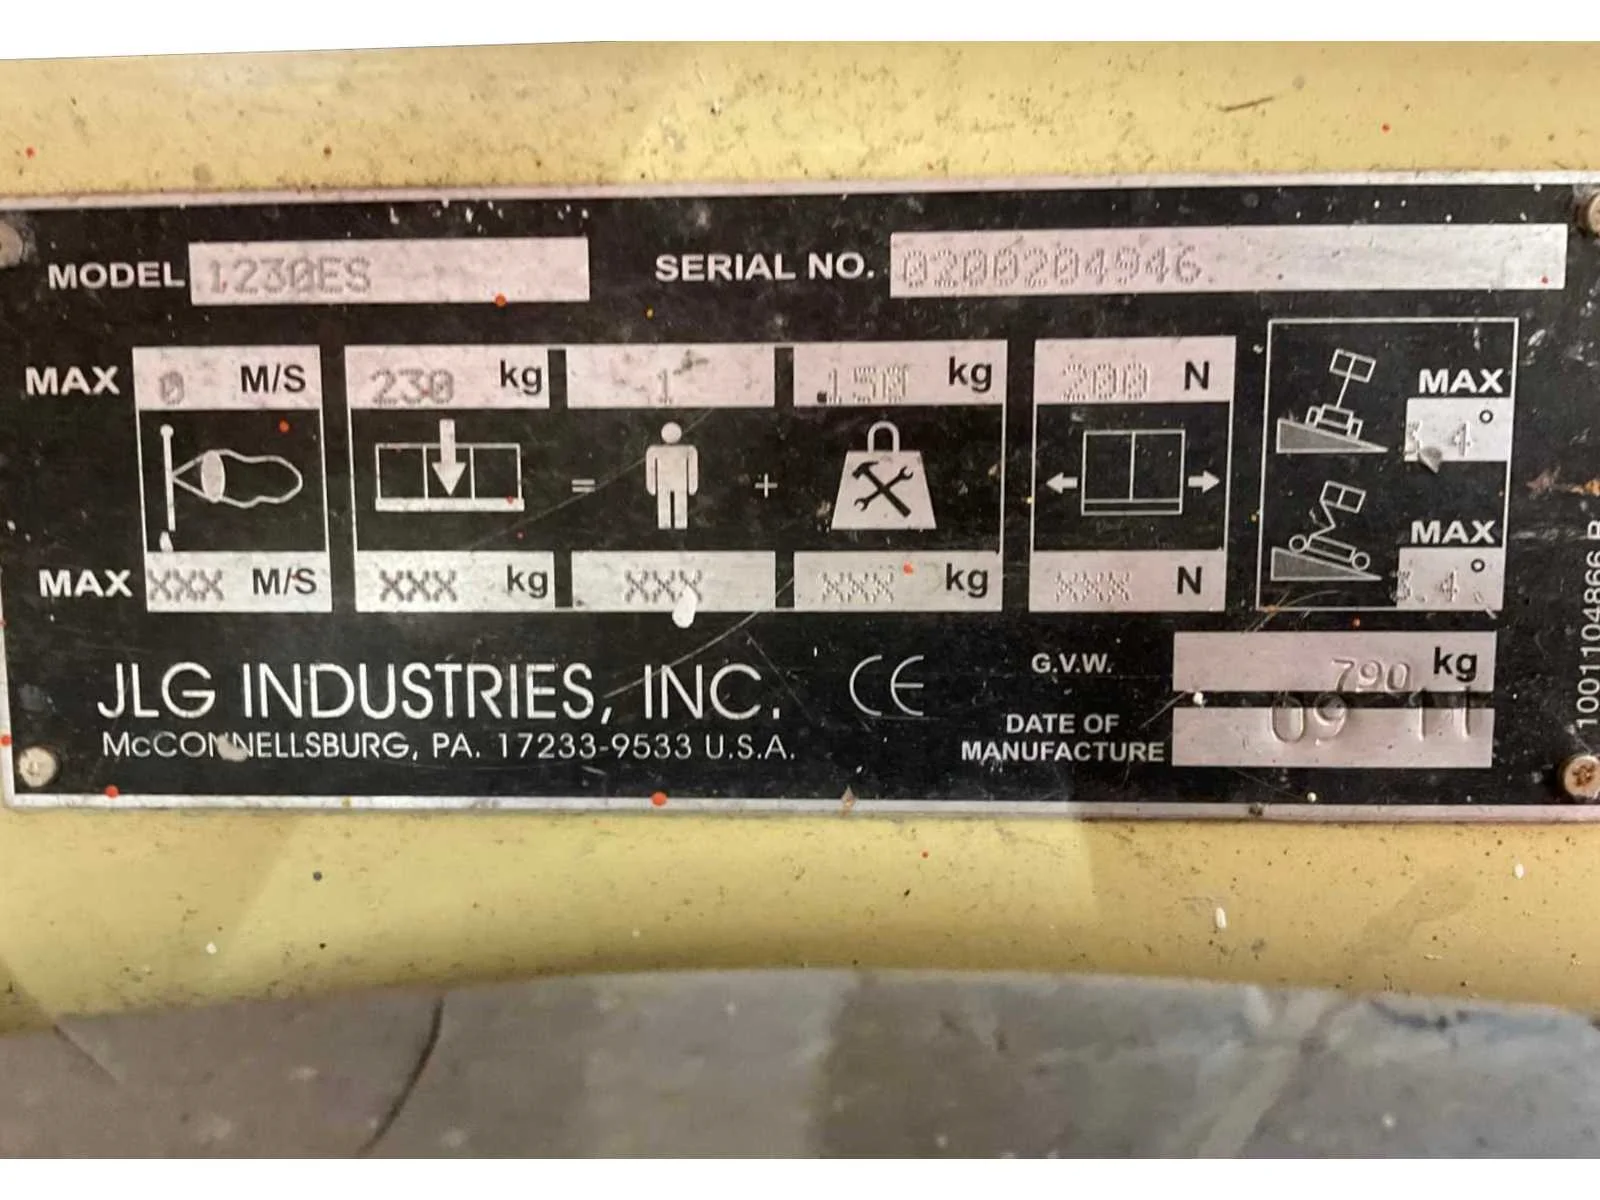 MODEL 1230ES SERIAL NO. 0200204946
MAX 0 M/S 230 kg 1 150 kg 200 N
MAX
3.4°
= +
MAX XXX M/S XXX kg XXX XXX kg XXX N
MAX
3.4°
JLG INDUSTRIES, INC. CE
McCONNELLSBURG, PA. 17233-9533 U.S.A.
G.V.W. 790 kg
DATE OF
MANUFACTURE 09 11
1001104866